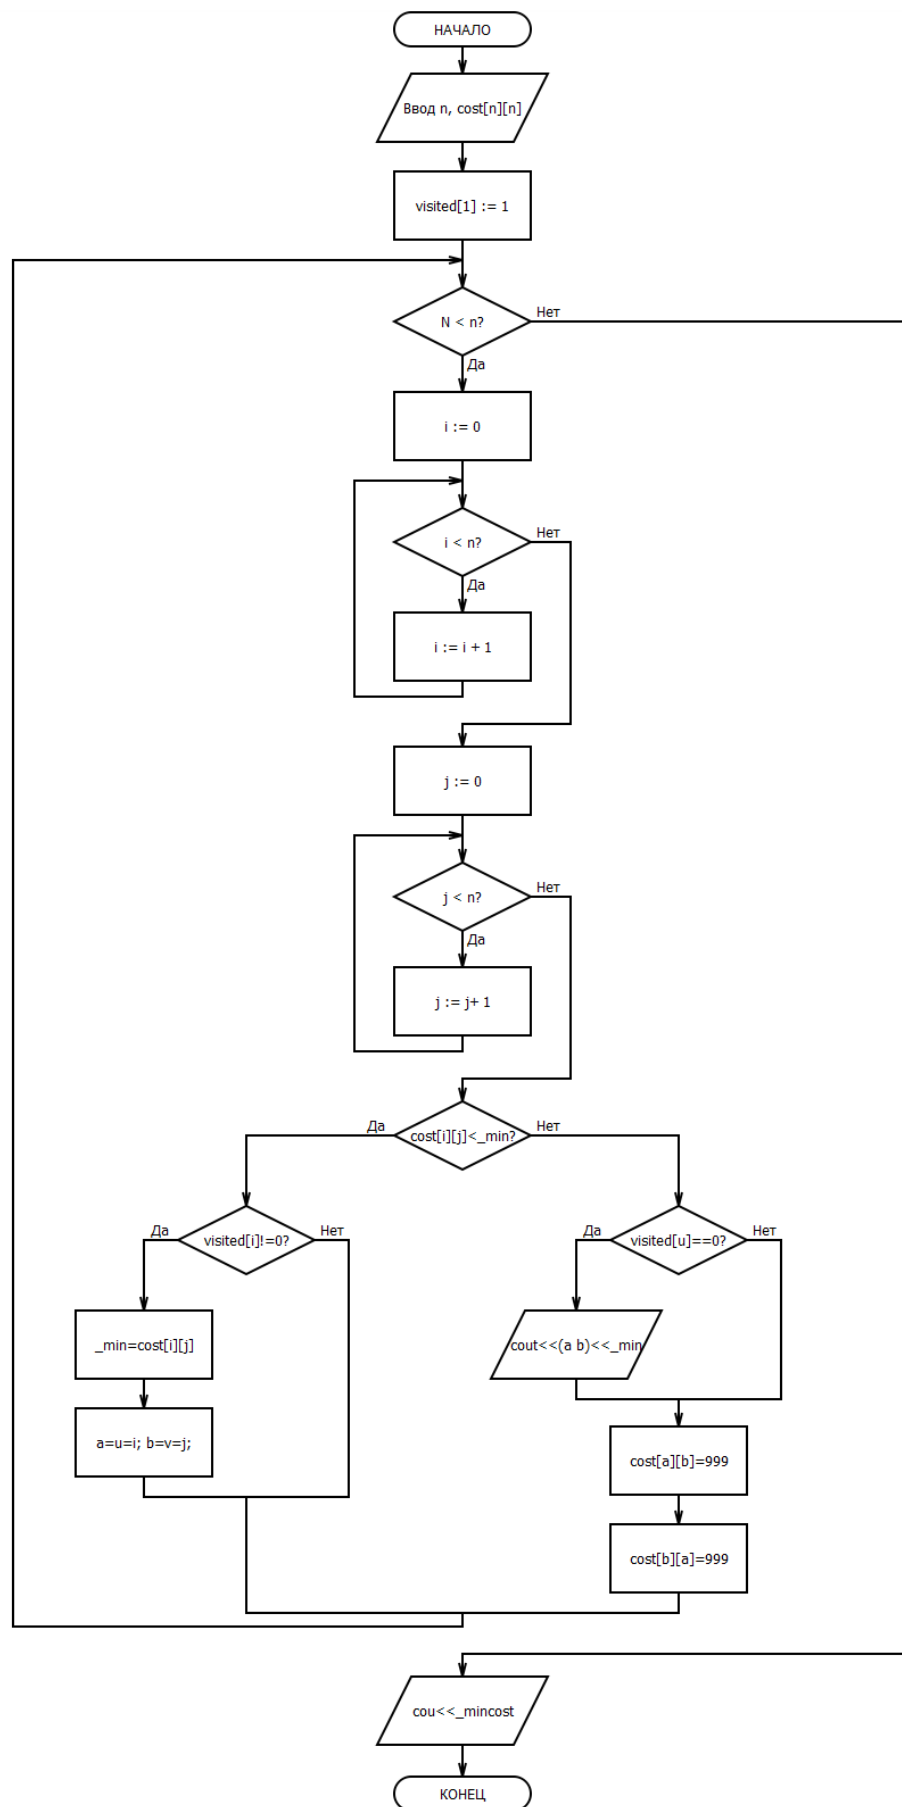 НАЧАЛО
Ввод n, cost[n][n]
visited[1] := 1
N < n?
Нет
Да
i := 0
i < n?
Нет
Да
i := i + 1
j := 0
j < n?
Нет
Да
j := j+ 1
Да
cost[i][j]<_min?
Нет
Да
visited[i]!=0?
Нет
Да
visited[u]==0?
Нет
_min=cost[i][j]
cout<<(a b)<<_min
a=u=i; b=v=j;
cost[a][b]=999
cost[b][a]=999
cou<<_mincost
КОНЕЦ